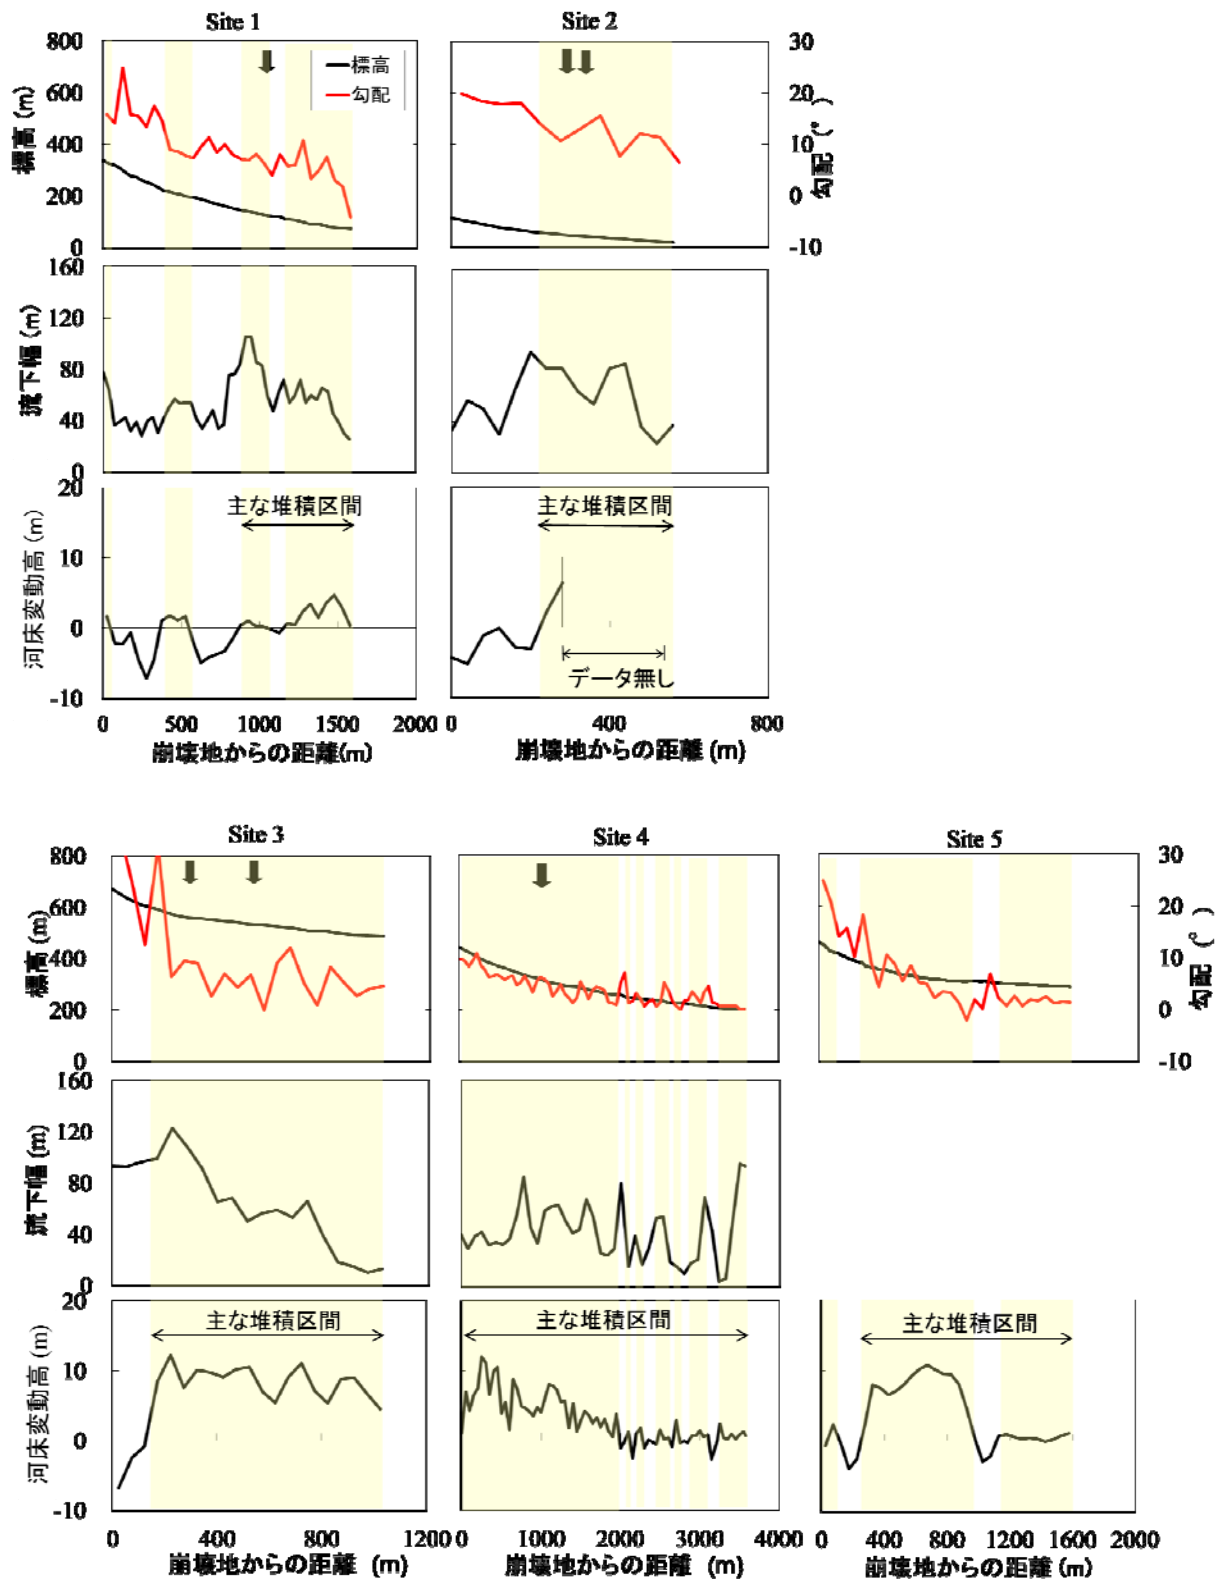 Site 1
Site 2
800
600
400
200
0
標高 (m)
標高
勾配
30
20
10
0
-10
勾配 (°)
160
120
80
40
0
流下幅 (m)
20
10
0
-10
河床変動高 (m)
主な堆積区間
主な堆積区間
データ無し
0 500 1000 1500 2000
0 400 800
崩壊地からの距離(m)
崩壊地からの距離 (m)
Site 3
Site 4
Site 5
800
600
400
200
0
標高 (m)
30
20
10
0
-10
勾配 (°)
160
120
80
40
0
流下幅 (m)
20
10
0
-10
河床変動高 (m)
主な堆積区間
主な堆積区間
主な堆積区間
0 400 800 1200
0 1000 2000 3000 4000
0 400 800 1200 1600 2000
崩壊地からの距離 (m)
崩壊地からの距離 (m)
崩壊地からの距離 (m)